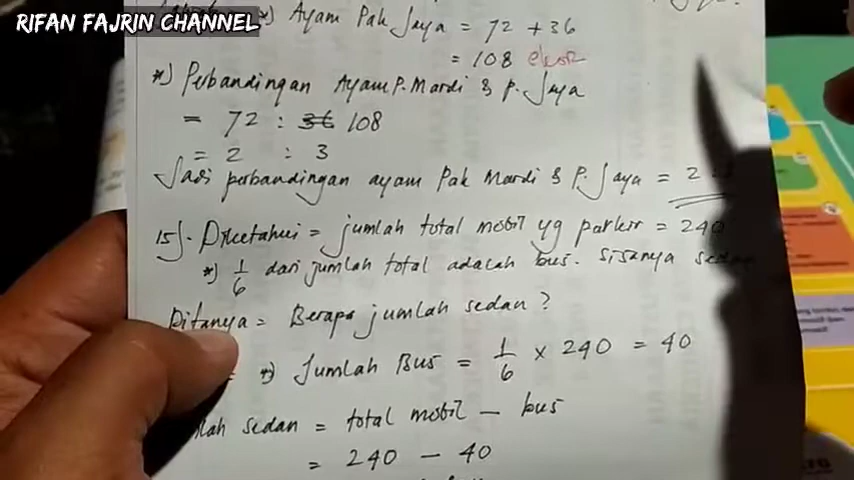 RIFAN FAJRIN CHANNEL
*) Ayam Pak Jaya = 72 + 36
= 108 ekor
*) Perbandingan Ayam P. Mardi & P. Jaya
= 72 : 36 108
= 2 : 3
Jadi perbandingan ayam Pak Mardi & P. Jaya = 2
15). Diketahui = jumlah total mobil yg parkir = 240
*) 1/6 dari jumlah total adalah bus. Sisanya sedan
Ditanya = Berapa jumlah sedan ?
*) Jumlah Bus = 1/6 x 240 = 40
lah sedan = total mobil - bus
= 240 - 40